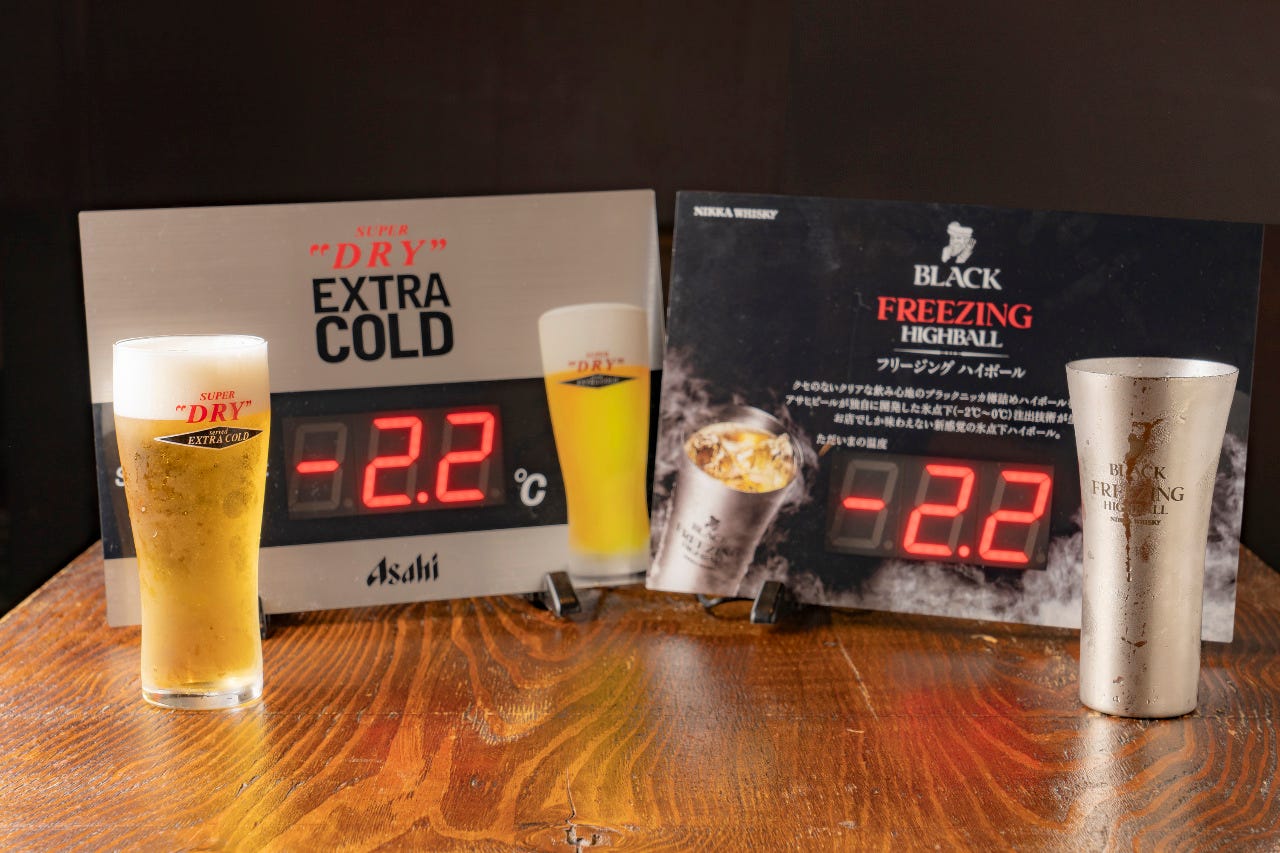 SUPER
"DRY"
EXTRA
COLD
-2.2
℃
Asahi
SUPER
"DRY"
served
EXTRA COLD
SUPER
"DRY"
EXTRA COLD
NIKKA WHISKY
BLACK
FREEZING
HIGHBALL
フリージング ハイボール
クセのないクリアな飲み心地のブラックニッカ樽詰めハイボール
アサヒビールが独自に開発した氷点下(−2℃〜0℃)注出技術が
お店でしか味わえない新感覚の氷点下ハイボール。
ただいまの温度
-2.2
BLACK
FREEZING
HIGHBALL
NIKKA WHISKY